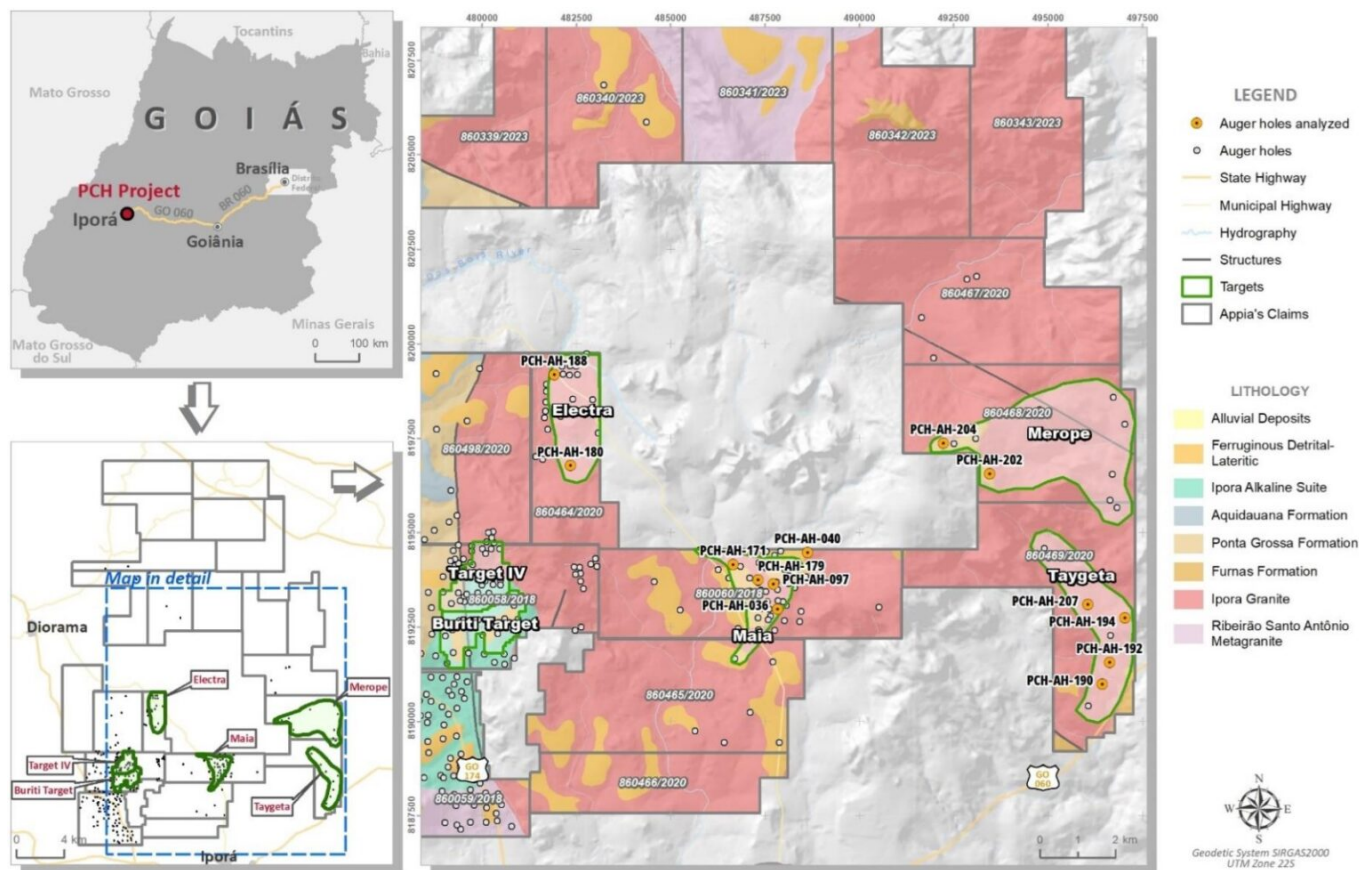 Tocantins
Bahia
Mato Grosso
GOIÁS
Brasília
Distrito
Federal
PCH Project
Iporá
GO 060
BR 060
Goiânia
Minas Gerais
Mato Grosso
do Sul
0 100 km
Map in detail
Diorama
Electra
Merope
Maia
Target IV
Buriti Target
Taygeta
0 4 km
Iporá
480000 482500 485000 487500 490000 492500 495000 497500
8207500
8205000
8202500
8200000
8197500
8195000
8192500
8190000
8187500
860339/2023
860340/2023
860341/2023
860342/2023
860343/2023
860467/2020
PCH-AH-188
Electra
860498/2020
PCH-AH-180
860464/2020
860468/2020
Merope
PCH-AH-204
PCH-AH-202
PCH-AH-040
PCH-AH-171
PCH-AH-179
PCH-AH-097
860060/2018
PCH-AH-036
Maia
Target IV
860058/2018
Buriti Target
860469/2020
Taygeta
PCH-AH-207
PCH-AH-194
PCH-AH-192
PCH-AH-190
860465/2020
860466/2020
GO
174
860059/2018
GO
060
0 1 2 km
LEGEND
Auger holes analyzed
Auger holes
State Highway
Municipal Highway
Hydrography
Structures
Targets
Appia's Claims
LITHOLOGY
Alluvial Deposits
Ferruginous Detrital-
Lateritic
Ipora Alkaline Suite
Aquidauana Formation
Ponta Grossa Formation
Furnas Formation
Ipora Granite
Ribeirão Santo Antônio
Metagranite
N
W E
S
Geodetic System SIRGAS2000
UTM Zone 22S